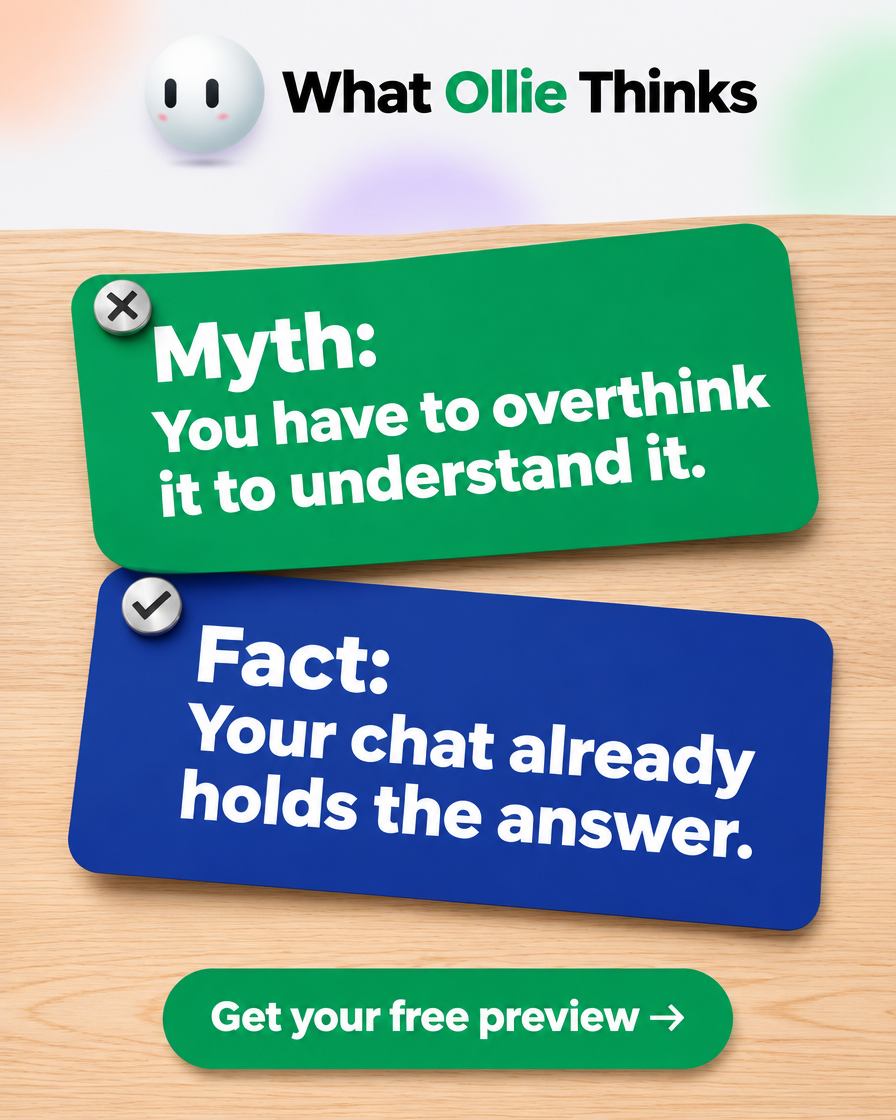 What Ollie Thinks
Myth:
You have to overthink
it to understand it.
Fact:
Your chat already
holds the answer.
Get your free preview →